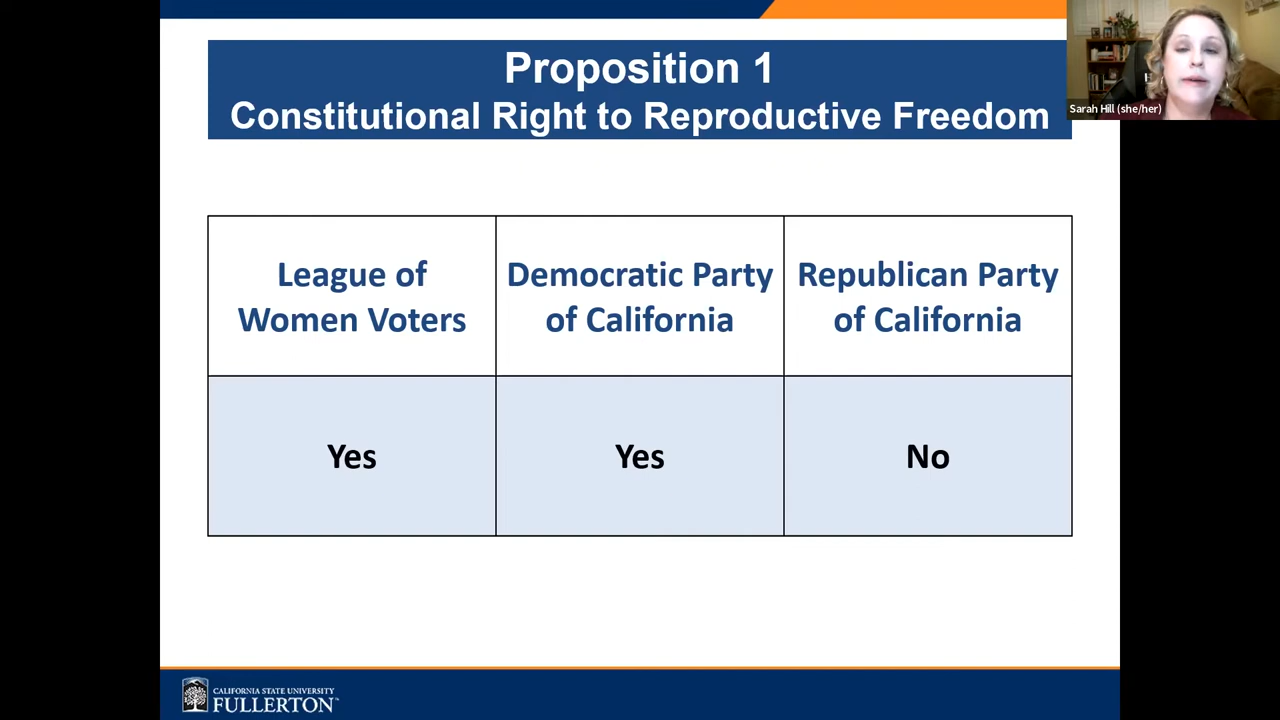 Proposition 1
Constitutional Right to Reproductive Freedom
Sarah Hill (she/her)
League of
Women Voters
Democratic Party
of California
Republican Party
of California
Yes
Yes
No
CALIFORNIA STATE UNIVERSITY
FULLERTON™